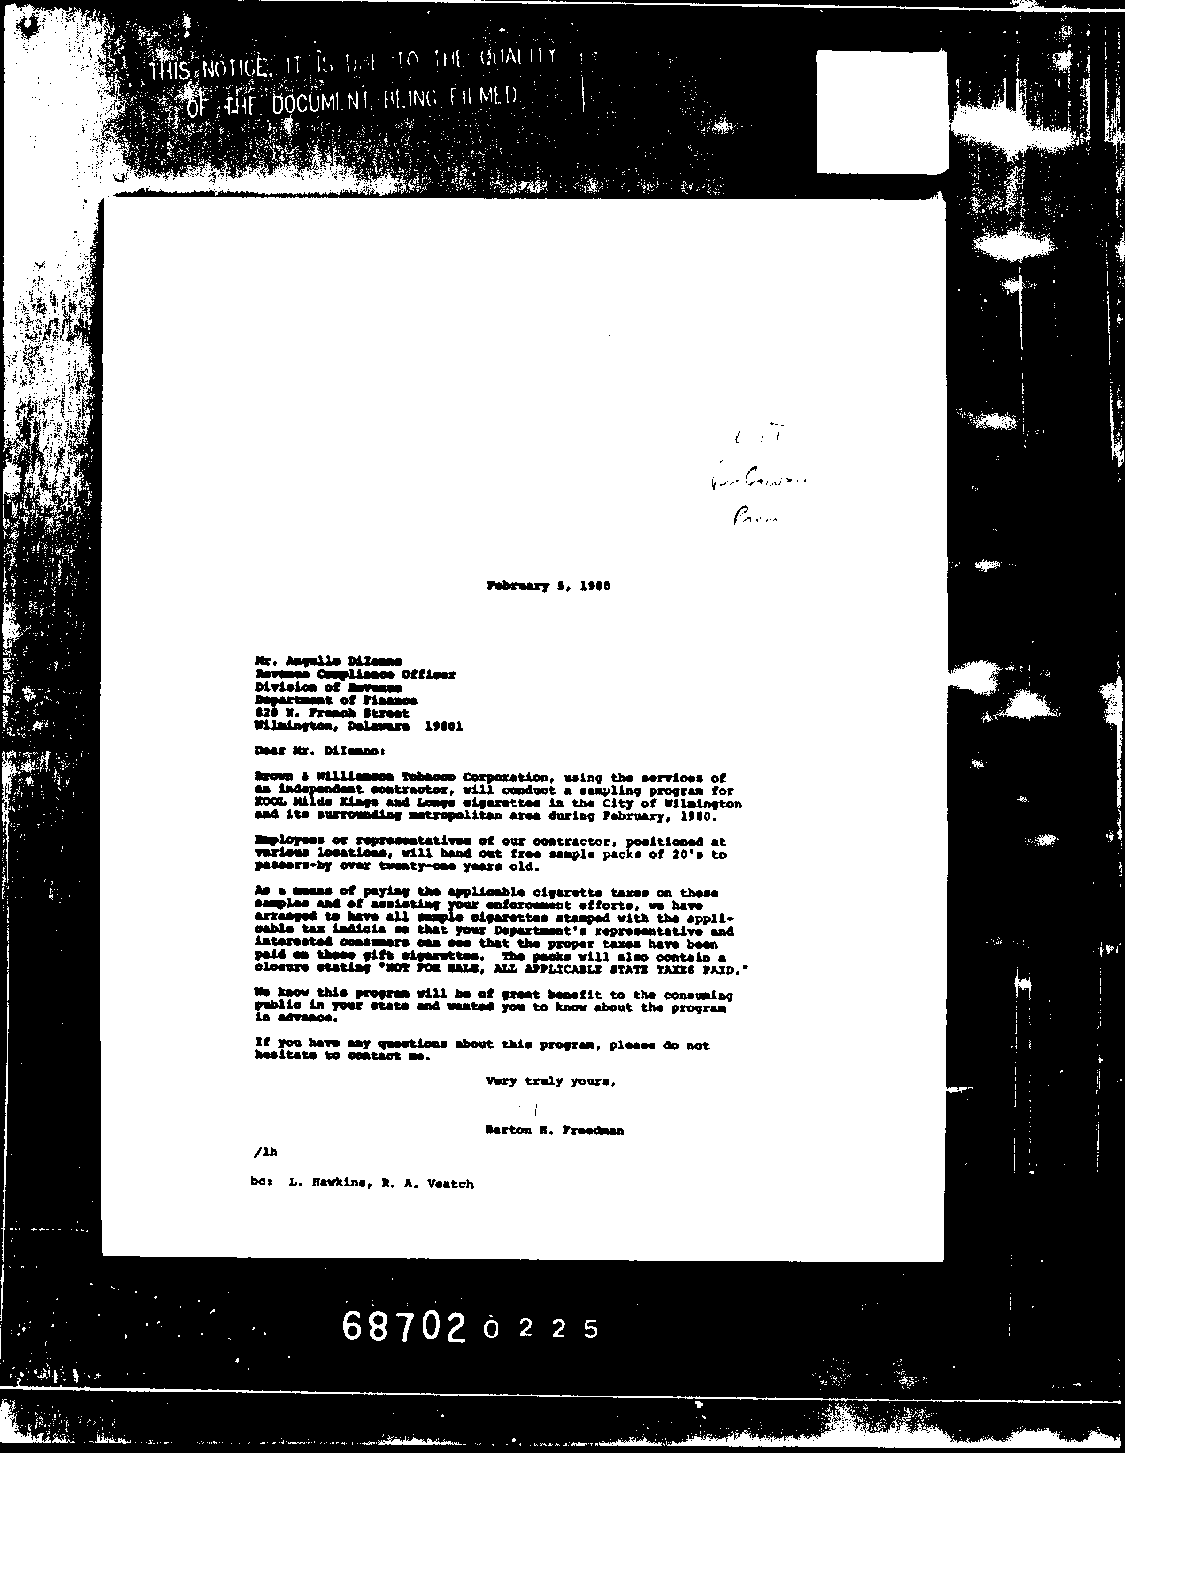 THIS NOTICE, IT IS DUE TO THE QUALITY
OF THE DOCUMENT BEING FILMED
February 5, 1980
Mr. Angello DiIemno
Revenue Compliance Officer
Division of Revenue
Department of Finance
820 N. French Street
Wilmington, Delaware 19801
Dear Mr. DiIemno:
Brown & Williamson Tobacco Corporation, using the services of
an independent contractor, will conduct a sampling program for
KOOL Milds Kings and Longs cigarettes in the City of Wilmington
and its surrounding metropolitan area during February, 1980.
Employees or representatives of our contractor, positioned at
various locations, will hand out free sample packs of 20's to
passers-by over twenty-one years old.
As a means of paying the applicable cigarette taxes on these
samples and of assisting your enforcement efforts, we have
arranged to have all sample cigarettes stamped with the appli-
cable tax indicia so that your Department's representative and
interested consumers can see that the proper taxes have been
paid on these gift cigarettes. The packs will also contain a
closure stating "NOT FOR SALE, ALL APPLICABLE STATE TAXES PAID."
We know this program will be of great benefit to the consuming
public in your state and wanted you to know about the program
in advance.
If you have any questions about this program, please do not
hesitate to contact me.
Very truly yours,
Barton H. Freedman
/lh
bc: L. Hawkins, R. A. Veatch
68702 0225